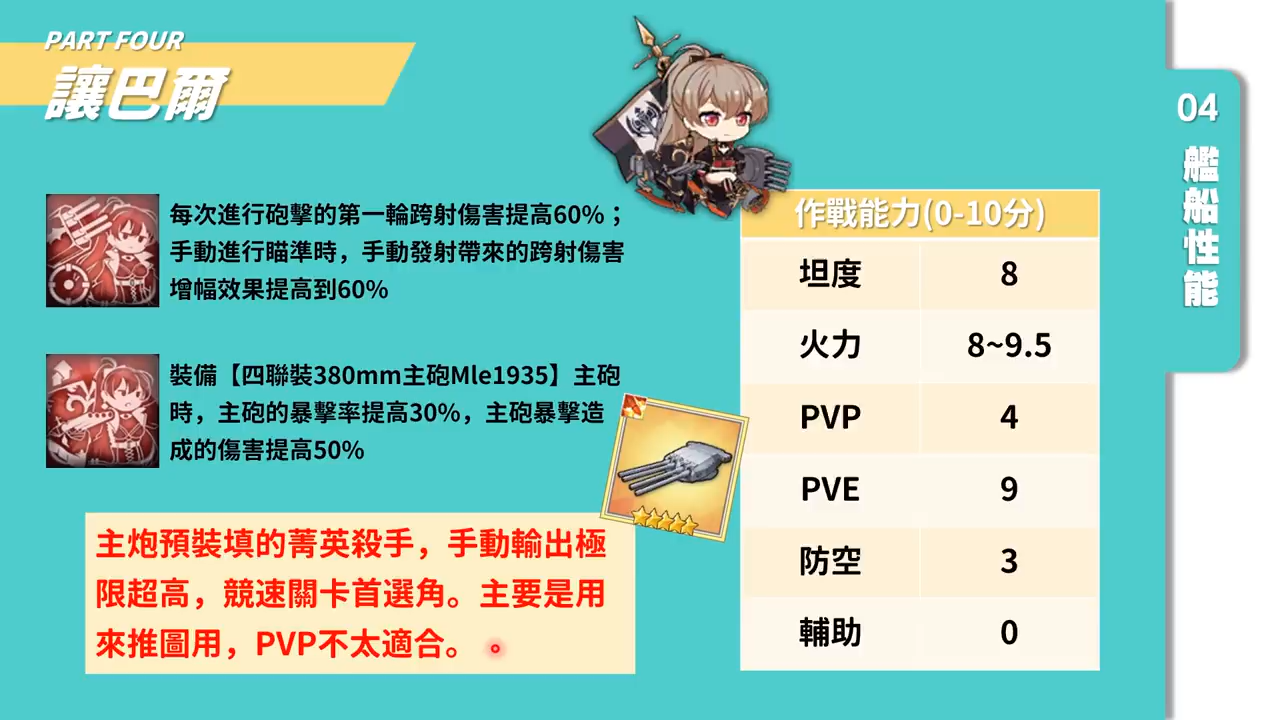 PART FOUR
讓巴爾
04
艦船性能
每次進行砲擊的第一輪跨射傷害提高60%；
手動進行瞄準時，手動發射帶來的跨射傷害
增幅效果提高到60%
裝備【四聯裝380mm主砲Mle1935】主砲
時，主砲的暴擊率提高30%，主砲暴擊造
成的傷害提高50%
主炮預裝填的菁英殺手，手動輸出極
限超高，競速關卡首選角。主要是用
來推圖用，PVP不太適合。
作戰能力(0-10分)
坦度 8
火力 8~9.5
PVP 4
PVE 9
防空 3
輔助 0